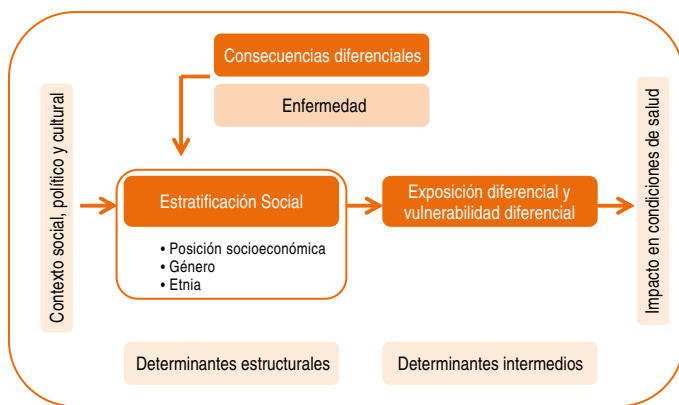 Consecuencias diferenciales
Enfermedad
Contexto social, político y cultural
Estratificación Social
• Posición socioeconómica
• Género
• Etnia
Exposición diferencial y
vulnerabilidad diferencial
Impacto en condiciones de salud
Determinantes estructurales
Determinantes intermedios